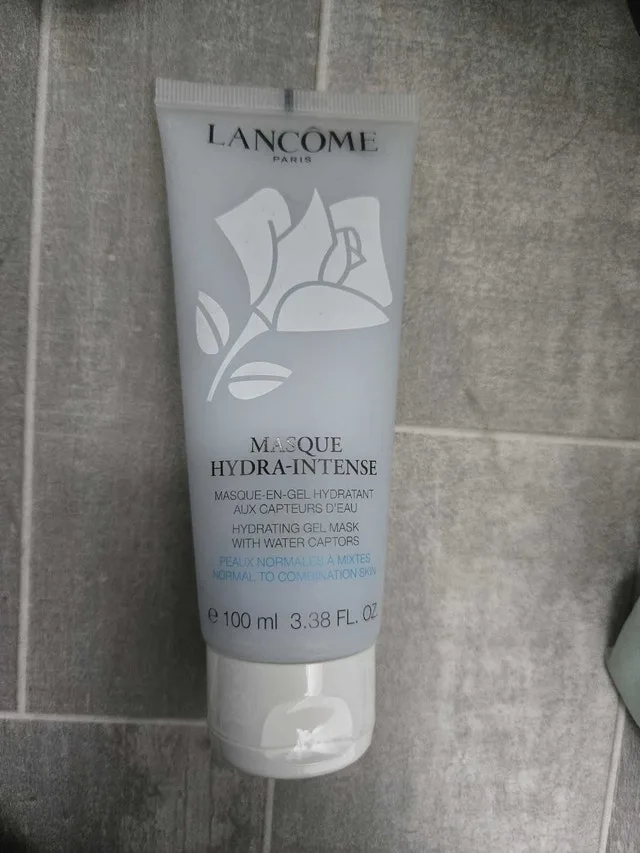 LANCÔME
PARIS
MASQUE
HYDRA-INTENSE
MASQUE-EN-GEL HYDRATANT
AUX CAPTEURS D'EAU
HYDRATING GEL MASK
WITH WATER CAPTORS
PEAUX NORMALES À MIXTES
NORMAL TO COMBINATION SKIN
℮ 100 ml 3.38 FL. OZ